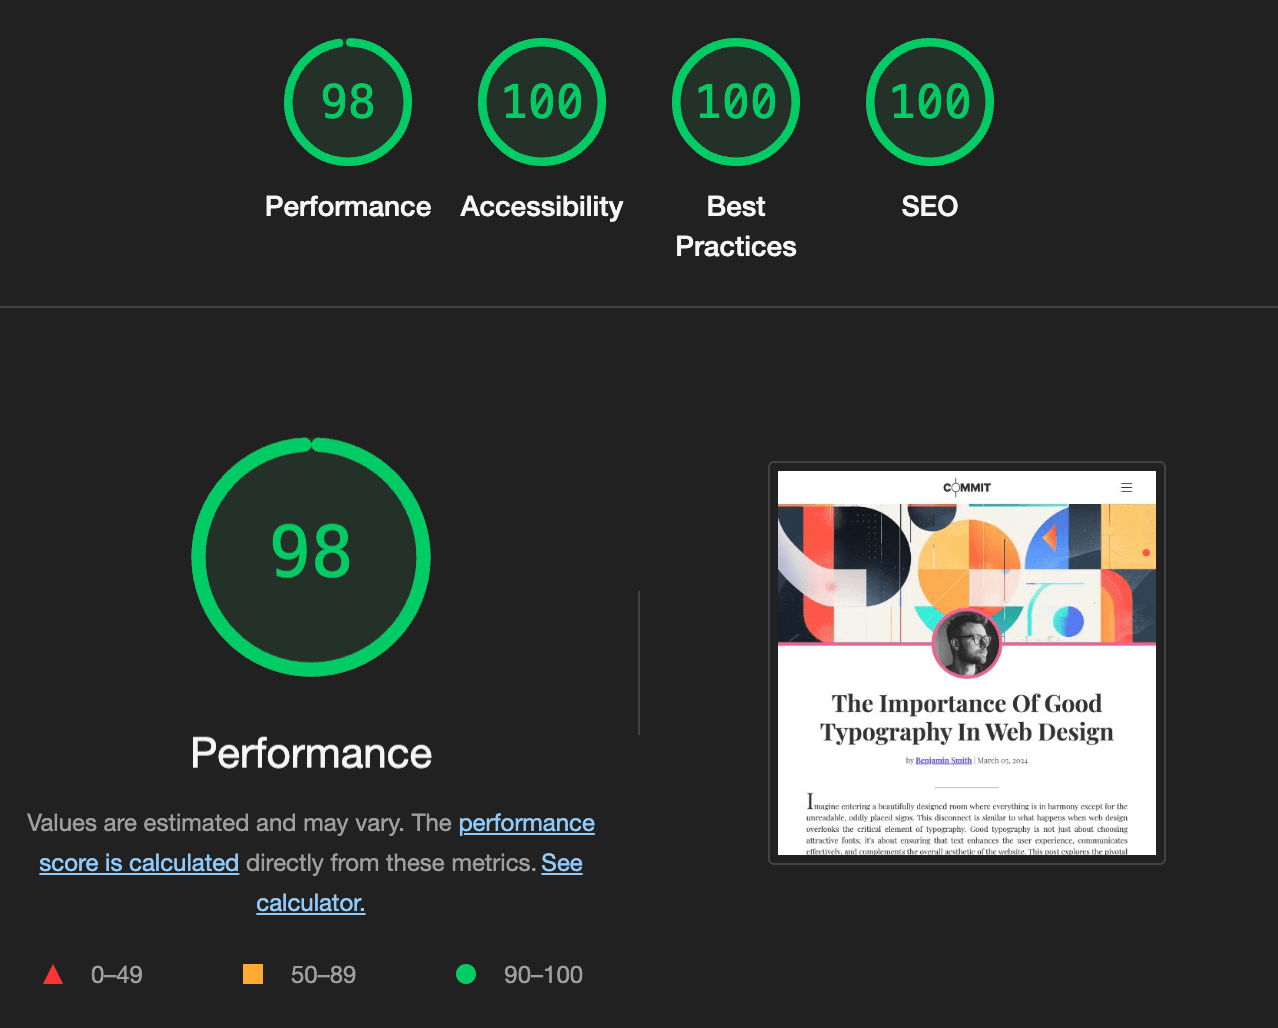 98
100
100
100
Performance
Accessibility
Best
Practices
SEO
98
Performance
Values are estimated and may vary. The performance
score is calculated directly from these metrics. See
calculator.
0–49
50–89
90–100
COMMIT
The Importance Of Good
Typography In Web Design
by Benjamin Smith | March 05, 2024
Imagine entering a beautifully designed room where everything is in harmony except for the
unreadable, oddly placed signs. This disconnect is similar to what happens when web design
overlooks the critical element of typography. Good typography is not just about choosing
attractive fonts; it's about ensuring that text enhances the user experience, communicates
effectively, and complements the overall aesthetic of the website. This post explores the pivotal